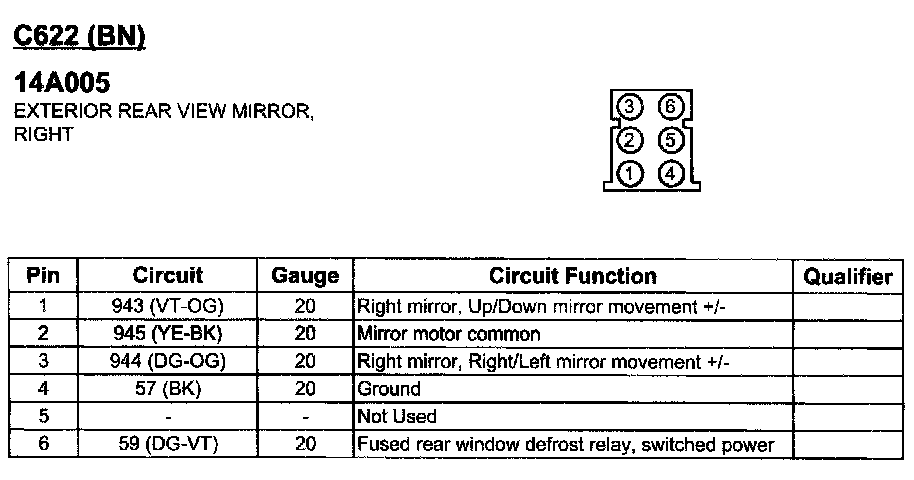 C622 (BN)
14A005
EXTERIOR REAR VIEW MIRROR,
RIGHT
3 6
2 5
1 4
Pin Circuit Gauge Circuit Function Qualifier
1 943 (VT-OG) 20 Right mirror, Up/Down mirror movement +/-
2 945 (YE-BK) 20 Mirror motor common
3 944 (DG-OG) 20 Right mirror, Right/Left mirror movement +/-
4 57 (BK) 20 Ground
5 - - Not Used
6 59 (DG-VT) 20 Fused rear window defrost relay, switched power